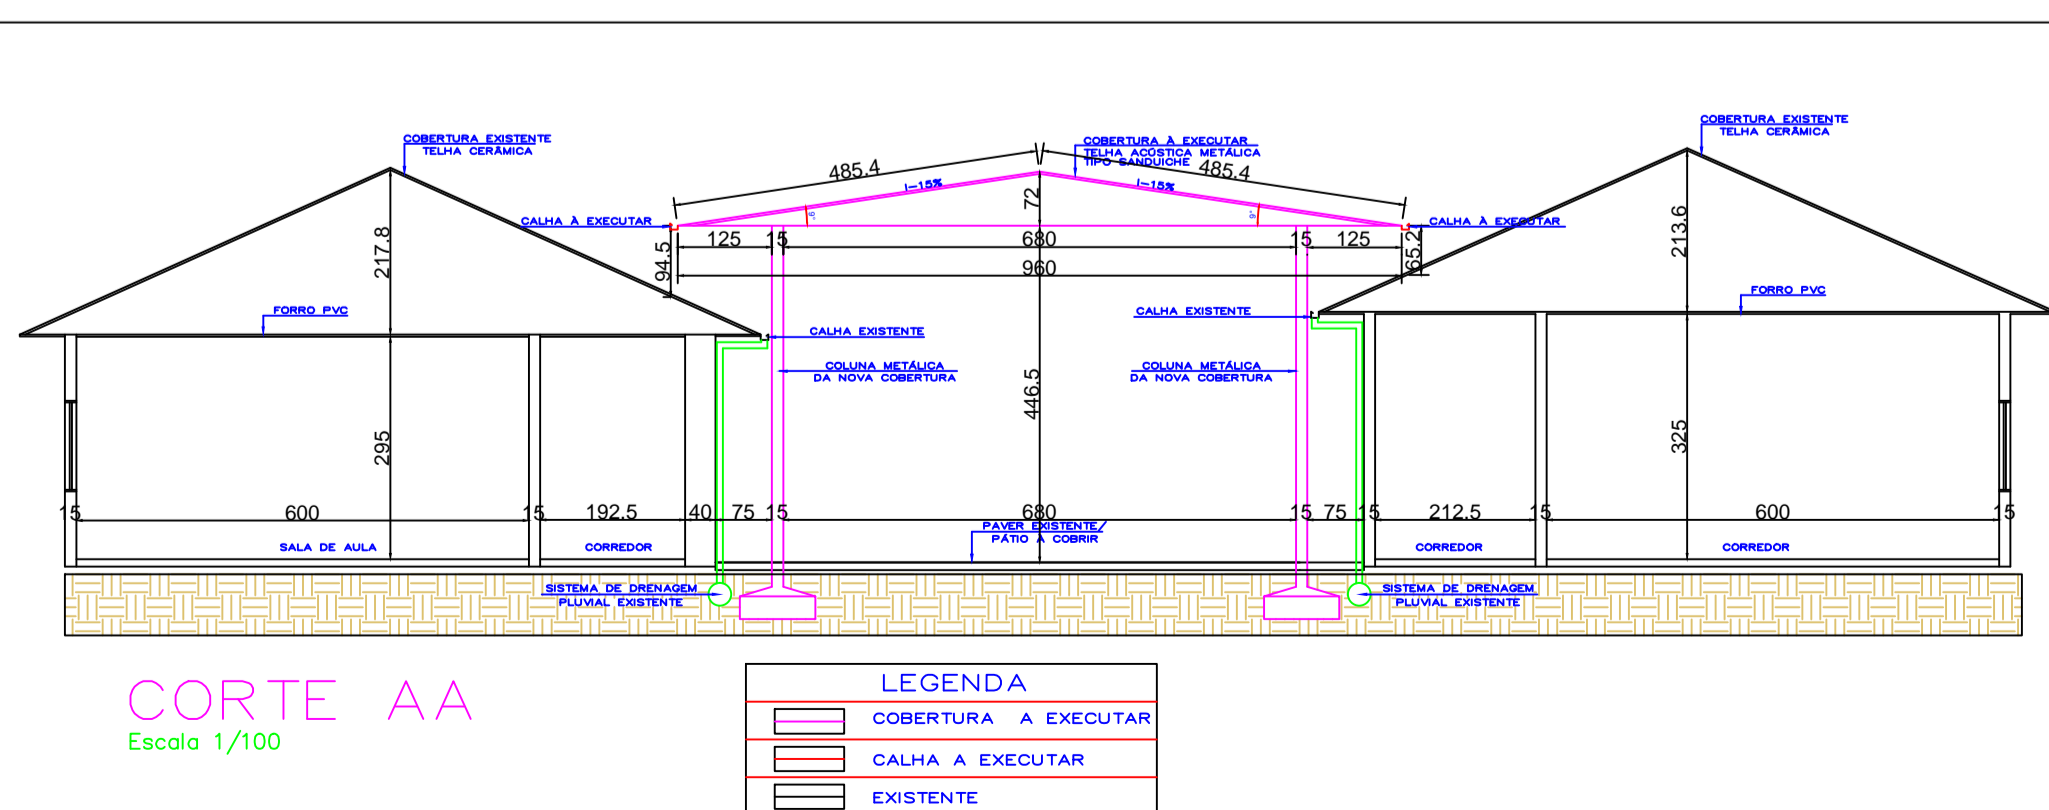 COBERTURA EXISTENTE
TELHA CERÂMICA
COBERTURA À EXECUTAR
TELHA ACÚSTICA METÁLICA
TIPO SANDUICHE
COBERTURA EXISTENTE
TELHA CERÂMICA
485.4
485.4
I-15%
I-15%
72
9°
9°
CALHA À EXECUTAR
CALHA À EXECUTAR
217.8
213.6
125
15
680
15
125
94.5
65.2
960
FORRO PVC
FORRO PVC
CALHA EXISTENTE
CALHA EXISTENTE
COLUNA METÁLICA
DA NOVA COBERTURA
COLUNA METÁLICA
DA NOVA COBERTURA
446.5
295
325
15
600
15
192.5
40
75
15
680
15
75
15
212.5
15
600
15
PAVER EXISTENTE/
PÁTIO À COBRIR
SALA DE AULA
CORREDOR
CORREDOR
CORREDOR
SISTEMA DE DRENAGEM
PLUVIAL EXISTENTE
SISTEMA DE DRENAGEM
PLUVIAL EXISTENTE
CORTE AA
Escala 1/100
LEGENDA
COBERTURA A EXECUTAR
CALHA A EXECUTAR
EXISTENTE